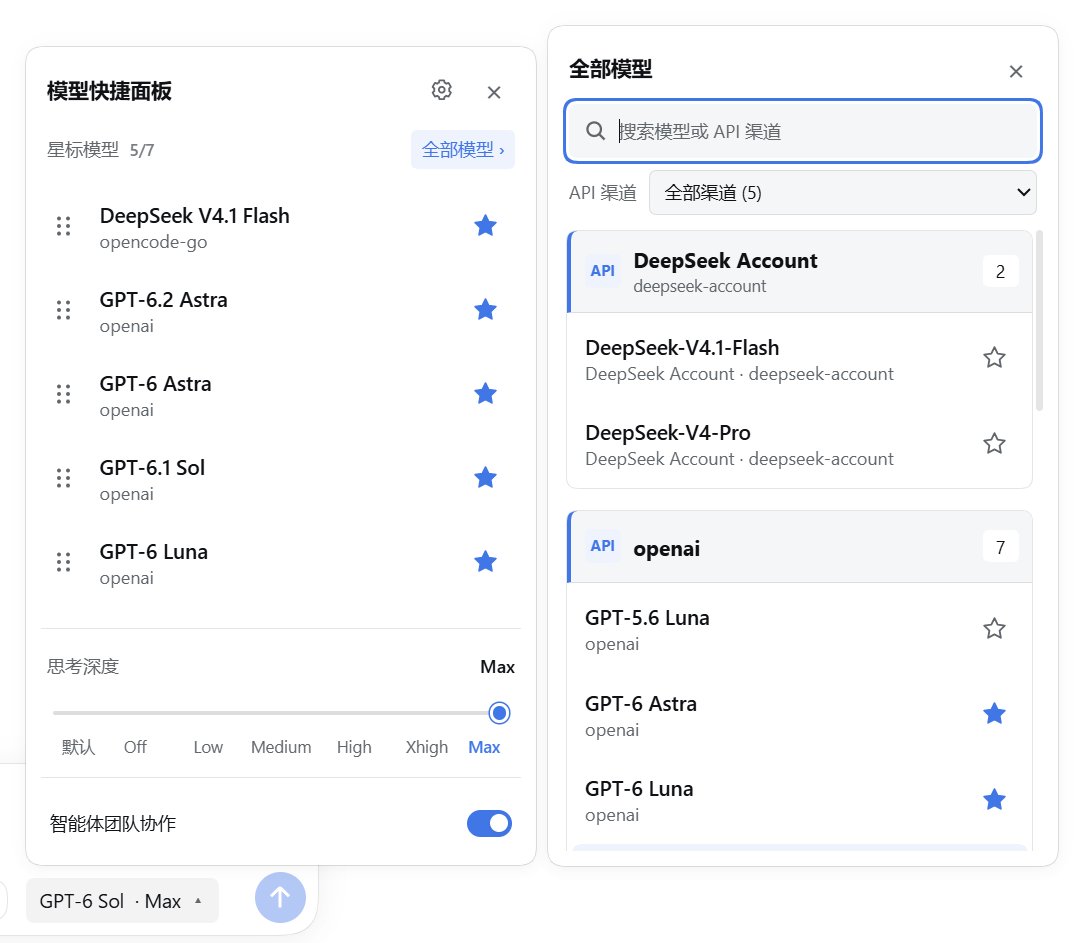 模型快捷面板
星标模型 5/7
全部模型 ›
DeepSeek V4.1 Flash
opencode-go
GPT-6.2 Astra
openai
GPT-6 Astra
openai
GPT-6.1 Sol
openai
GPT-6 Luna
openai
思考深度
Max
默认 Off Low Medium High Xhigh Max
智能体团队协作
GPT-6 Sol · Max
全部模型
搜索模型或 API 渠道
API 渠道
全部渠道 (5)
API
DeepSeek Account
deepseek-account
2
DeepSeek-V4.1-Flash
DeepSeek Account · deepseek-account
DeepSeek-V4-Pro
DeepSeek Account · deepseek-account
API
openai
7
GPT-5.6 Luna
openai
GPT-6 Astra
openai
GPT-6 Luna
openai